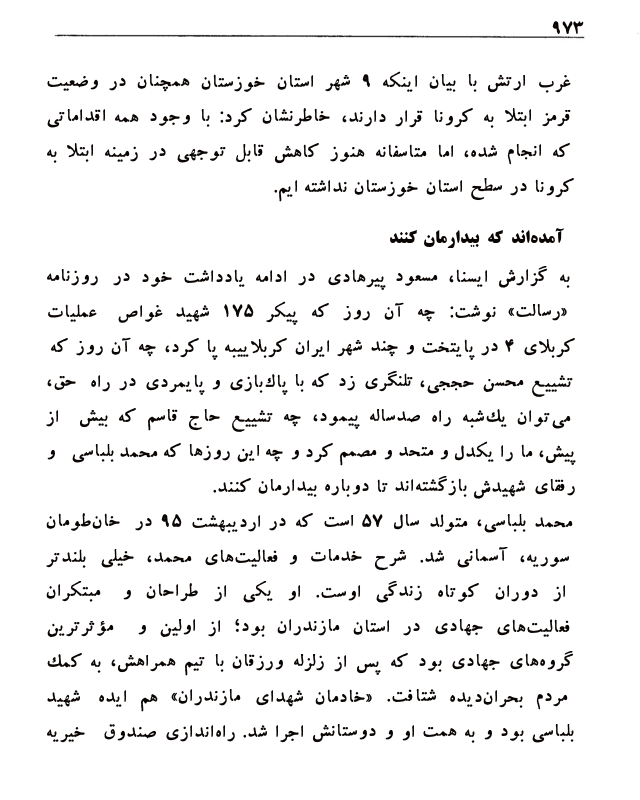 ۹۷۳
غرب ارتش با بیان اینکه ۹ شهر استان خوزستان همچنان در وضعیت
قرمز ابتلا به کرونا قرار دارند، خاطرنشان کرد: با وجود همه اقداماتی
که انجام شده، اما متاسفانه هنوز کاهش قابل توجهی در زمینه ابتلا به
کرونا در سطح استان خوزستان نداشته ایم.
آمده‌اند که بیدارمان کنند
به گزارش ایسنا، مسعود پیرهادی در ادامه یادداشت خود در روزنامه
«رسالت» نوشت: چه آن روز که پیکر ۱۷۵ شهید غواص عملیات
کربلای ۴ در پایتخت و چند شهر ایران کربلاییبه پا کرد، چه آن روز که
تشییع محسن حججی، تلنگری زد که با پاك‌بازی و پایمردی در راه حق،
می‌توان یك‌شبه راه صدساله پیمود، چه تشییع حاج قاسم که بیش از
پیش، ما را یکدل و متحد و مصمم کرد و چه این روزها که محمد بلباسی و
رفقای شهیدش بازگشته‌اند تا دوباره بیدارمان کنند.
محمد بلباسی، متولد سال ۵۷ است که در اردیبهشت ۹۵ در خان‌طومان
سوریه، آسمانی شد. شرح خدمات و فعالیت‌های محمد، خیلی بلندتر
از دوران کوتاه زندگی اوست. او یکی از طراحان و مبتکران
فعالیت‌های جهادی در استان مازندران بود؛ از اولین و مؤثرترین
گروه‌های جهادی بود که پس از زلزله ورزقان با تیم همراهش، به کمك
مردم بحران‌دیده شتافت. «خادمان شهدای مازندران» هم ایده شهید
بلباسی بود و به همت او و دوستانش اجرا شد. راه‌اندازی صندوق خیریه